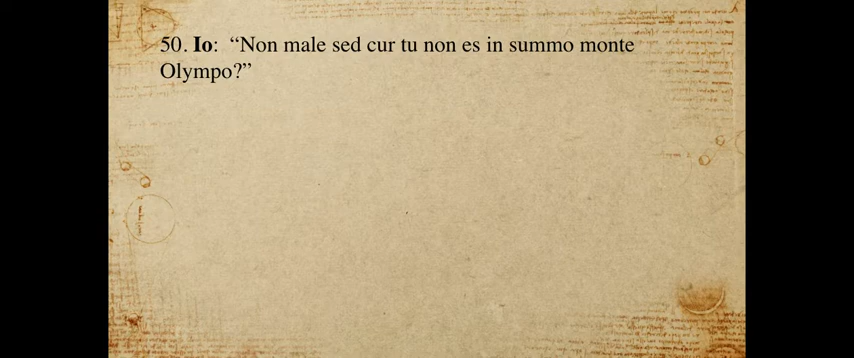 50. Io:  “Non male sed cur tu non es in summo monte
Olympo?”